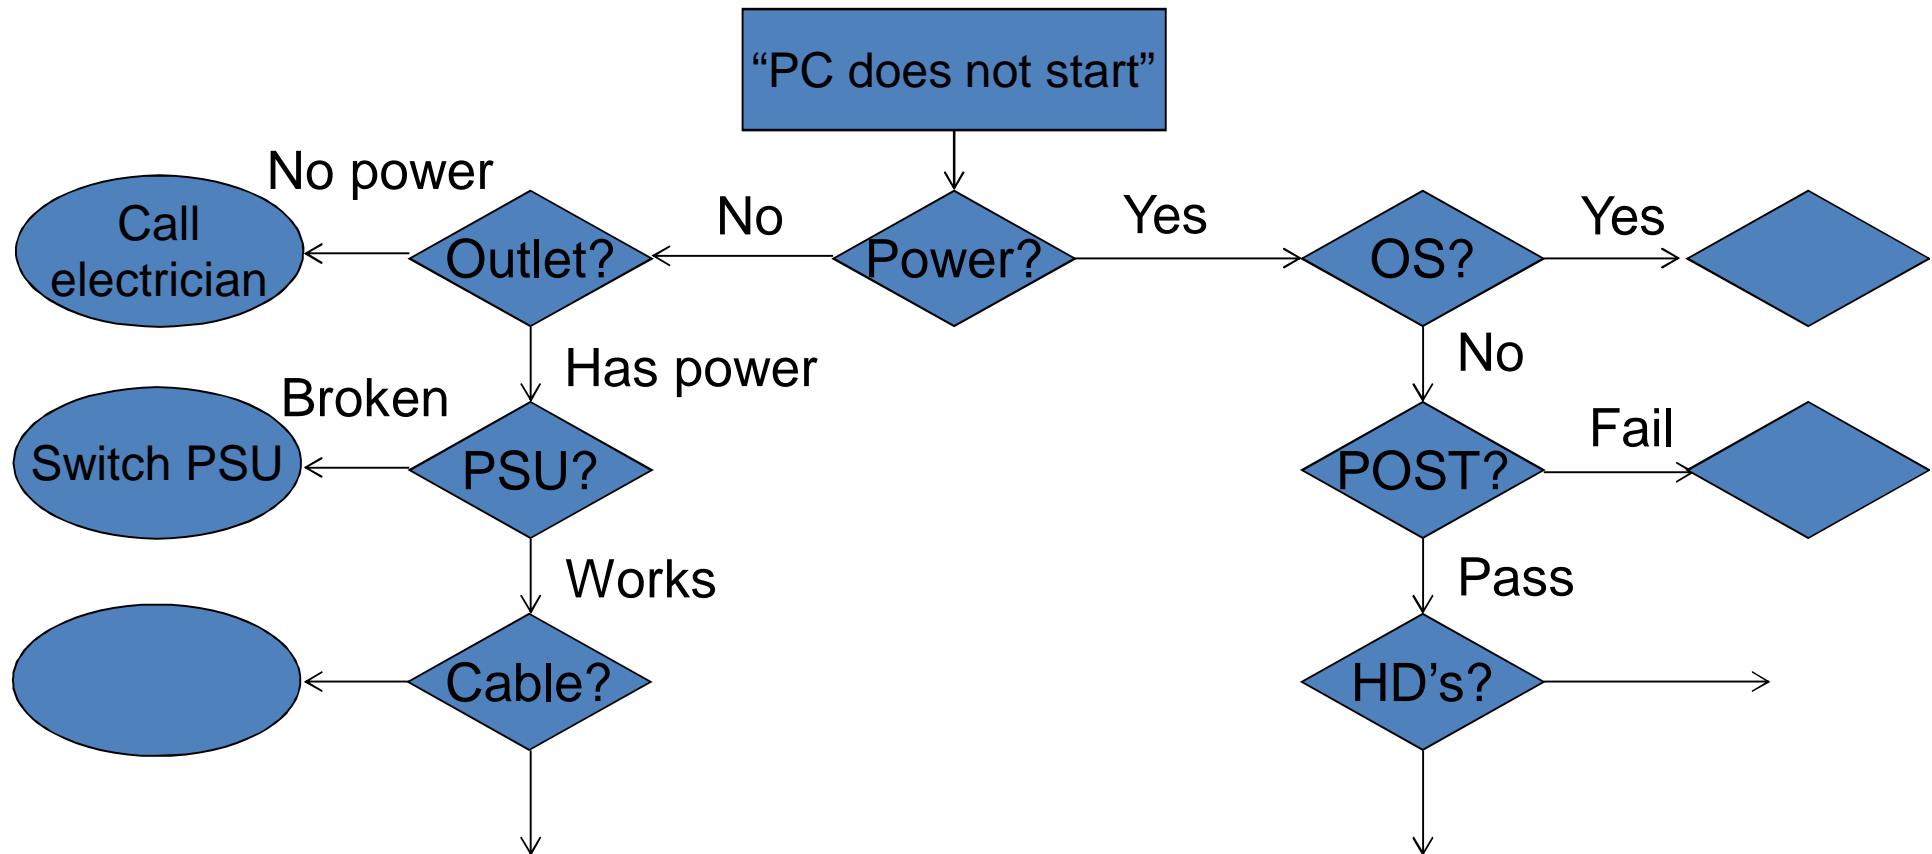 “PC does not start”
No power
Call
electrician
Outlet?
No
Power?
Yes
OS?
Yes
Has power
No
Broken
Switch PSU
PSU?
POST?
Fail
Works
Pass
Cable?
HD’s?